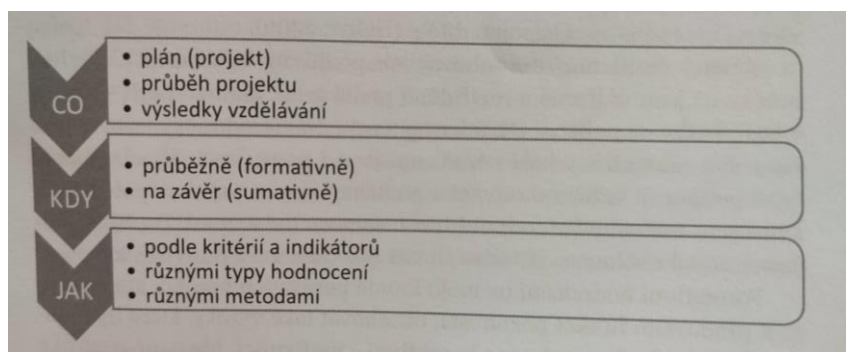 CO
• plán (projekt)
• průběh projektu
• výsledky vzdělávání
KDY
• průběžné (formativně)
• na závěr (sumativně)
JAK
• podle kritérií a indikátorů
• různými typy hodnocení
• různými metodami